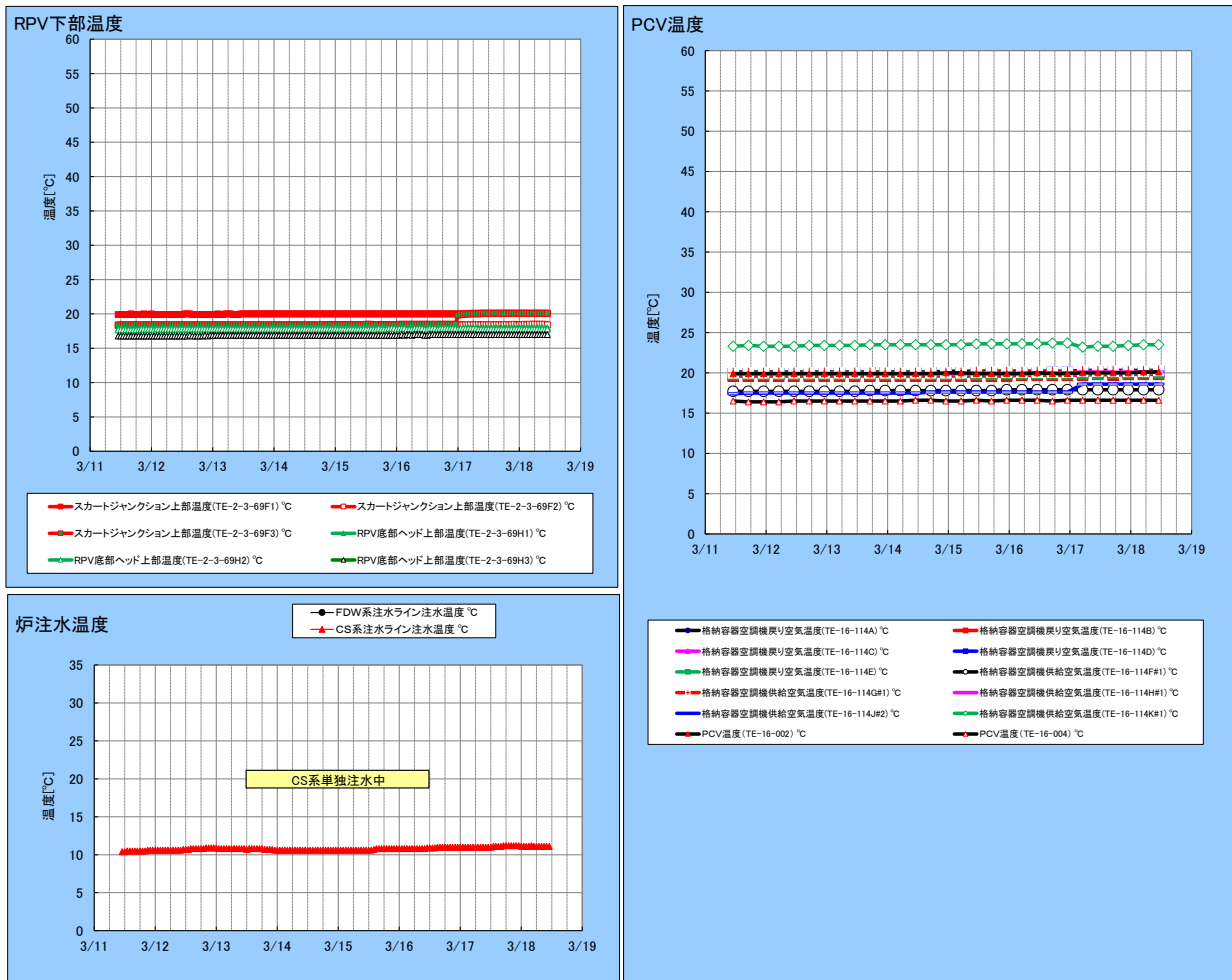 RPV下部温度
60
55
50
45
40
35
30
25
20
15
10
5
0
温度[℃]
3/11 3/12 3/13 3/14 3/15 3/16 3/17 3/18 3/19
スカートジャンクション上部温度(TE-2-3-69F1) ℃
スカートジャンクション上部温度(TE-2-3-69F2) ℃
スカートジャンクション上部温度(TE-2-3-69F3) ℃
RPV底部ヘッド上部温度(TE-2-3-69H1) ℃
RPV底部ヘッド上部温度(TE-2-3-69H2) ℃
RPV底部ヘッド上部温度(TE-2-3-69H3) ℃
炉注水温度
FDW系注水ライン注水温度 ℃
CS系注水ライン注水温度 ℃
35
30
25
20
15
10
5
0
温度[℃]
CS系単独注水中
3/11 3/12 3/13 3/14 3/15 3/16 3/17 3/18 3/19
PCV温度
60
55
50
45
40
35
30
25
20
15
10
5
0
温度[℃]
3/11 3/12 3/13 3/14 3/15 3/16 3/17 3/18 3/19
格納容器空調機戻り空気温度(TE-16-114A) ℃
格納容器空調機戻り空気温度(TE-16-114B) ℃
格納容器空調機戻り空気温度(TE-16-114C) ℃
格納容器空調機戻り空気温度(TE-16-114D) ℃
格納容器空調機戻り空気温度(TE-16-114E) ℃
格納容器空調機供給空気温度(TE-16-114F#1) ℃
格納容器空調機供給空気温度(TE-16-114G#1) ℃
格納容器空調機供給空気温度(TE-16-114H#1) ℃
格納容器空調機供給空気温度(TE-16-114J#2) ℃
格納容器空調機供給空気温度(TE-16-114K#1) ℃
PCV温度(TE-16-002) ℃
PCV温度(TE-16-004) ℃